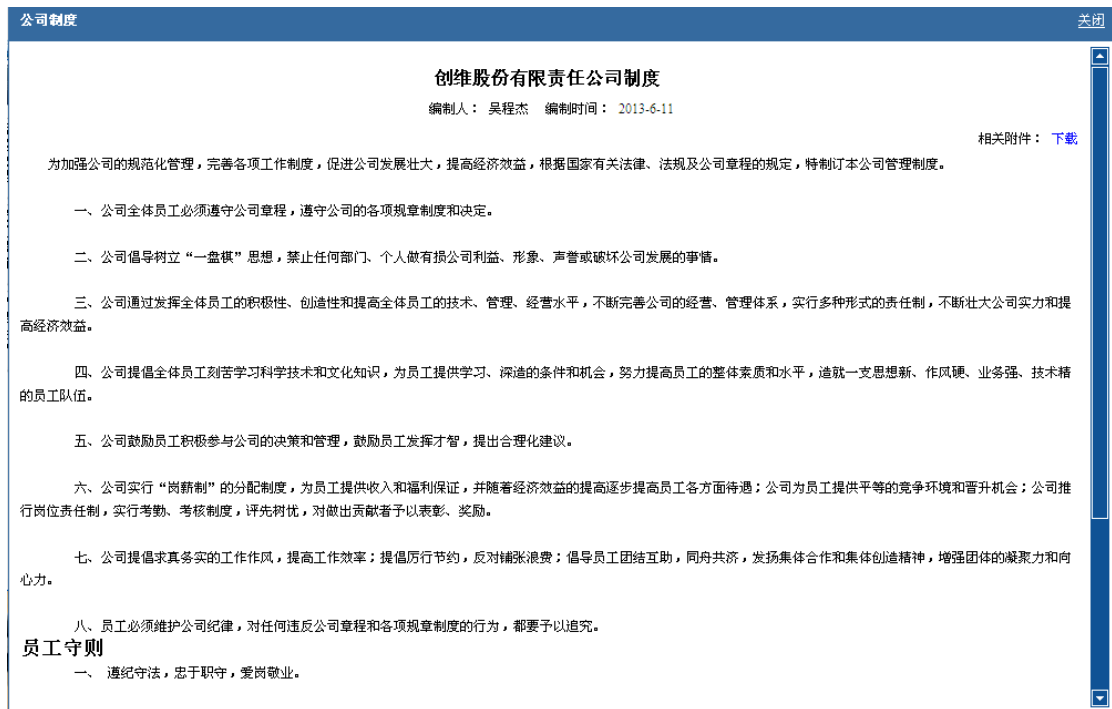 公司制度 关闭
创维股份有限责任公司制度
编制人： 吴程杰 编制时间： 2013-6-11
相关附件： 下载
为加强公司的规范化管理，完善各项工作制度，促进公司发展壮大，提高经济效益，根据国家有关法律、法规及公司章程的规定，特制订本公司管理制度。
一、公司全体员工必须遵守公司章程，遵守公司的各项规章制度和决定。
二、公司倡导树立“一盘棋”思想，禁止任何部门、个人做有损公司利益、形象、声誉或破坏公司发展的事情。
三、公司通过发挥全体员工的积极性、创造性和提高全体员工的技术、管理、经营水平，不断完善公司的经营、管理体系，实行多种形式的责任制，不断壮大公司实力和提
高经济效益。
四、公司提倡全体员工刻苦学习科学技术和文化知识，为员工提供学习、深造的条件和机会，努力提高员工的整体素质和水平，造就一支思想新、作风硬、业务强、技术精
的员工队伍。
五、公司鼓励员工积极参与公司的决策和管理，鼓励员工发挥才智，提出合理化建议。
六、公司实行“岗薪制”的分配制度，为员工提供收入和福利保证，并随着经济效益的提高逐步提高员工各方面待遇；公司为员工提供平等的竞争环境和晋升机会；公司推
行岗位责任制，实行考勤、考核制度，评先树优，对做出贡献者予以表彰、奖励。
七、公司提倡求真务实的工作作风，提高工作效率；提倡厉行节约，反对铺张浪费；倡导员工团结互助，同舟共济，发扬集体合作和集体创造精神，增强团体的凝聚力和向
心力。
八、员工必须维护公司纪律，对任何违反公司章程和各项规章制度的行为，都要予以追究。
员工守则
一、 遵纪守法，忠于职守，爱岗敬业。